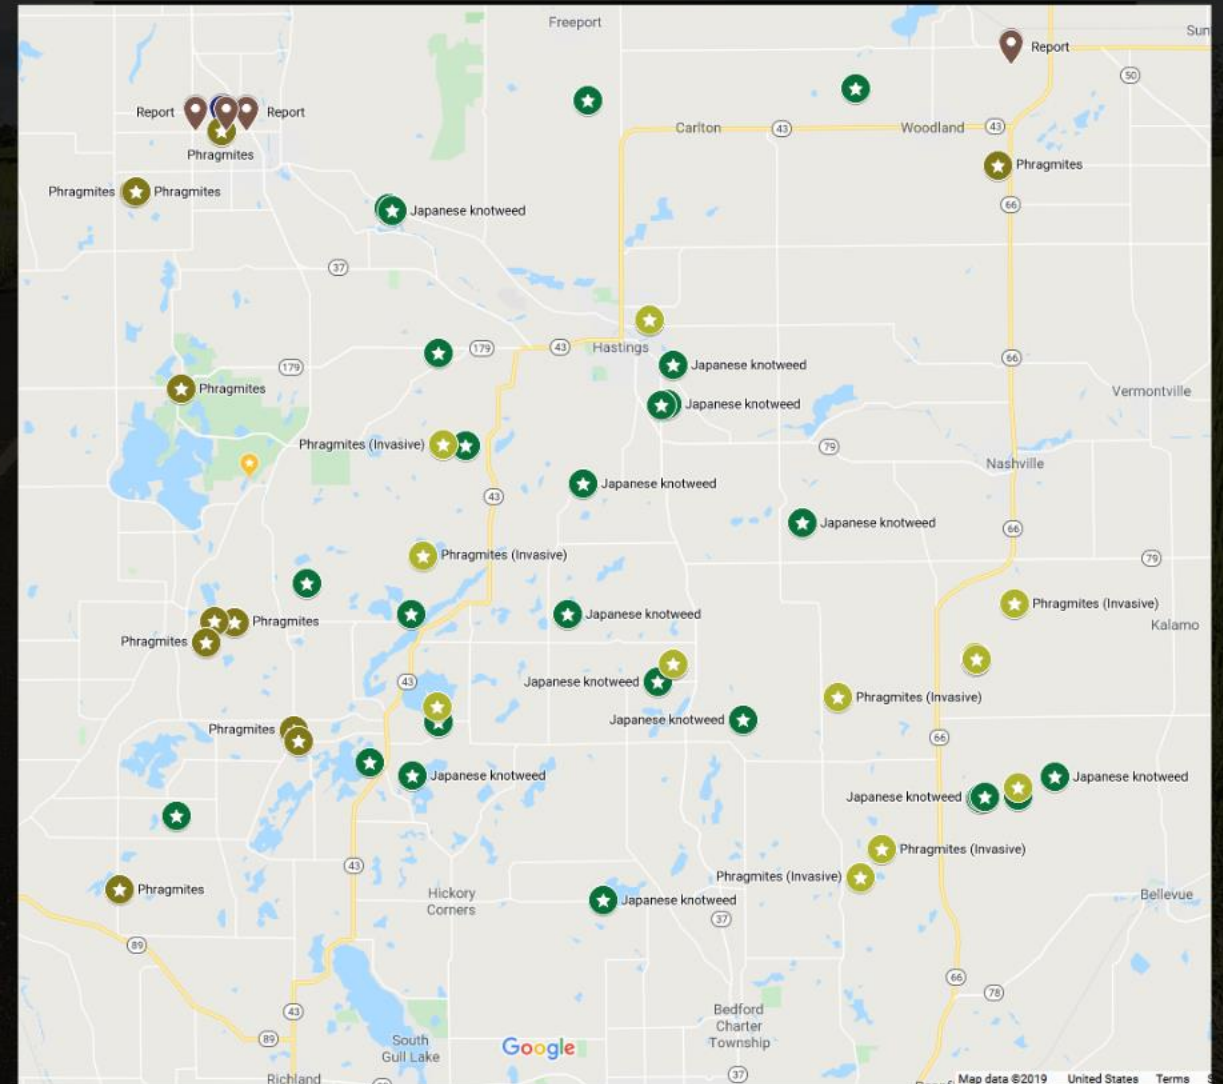 Freeport
Sun
Report
50
Report
Report
Carlton
43
Woodland
43
Phragmites
Phragmites
Phragmites
Phragmites
66
Japanese knotweed
37
43
Hastings
179
179
66
Japanese knotweed
Phragmites
Vermontville
Japanese knotweed
Phragmites (Invasive)
79
Nashville
Japanese knotweed
43
Japanese knotweed
66
Phragmites (Invasive)
79
Phragmites (Invasive)
Japanese knotweed
Phragmites
Kalamo
Phragmites
43
Japanese knotweed
Phragmites (Invasive)
Japanese knotweed
Phragmites
66
Japanese knotweed
Japanese knotweed
Japanese knotweed
Phragmites (Invasive)
43
Phragmites (Invasive)
Phragmites
Hickory
Corners
Japanese knotweed
Bellevue
37
89
66
78
43
Bedford
Charter
Township
89
South
Gull Lake
Google
Richland
37
Map data ©2019 United States Terms